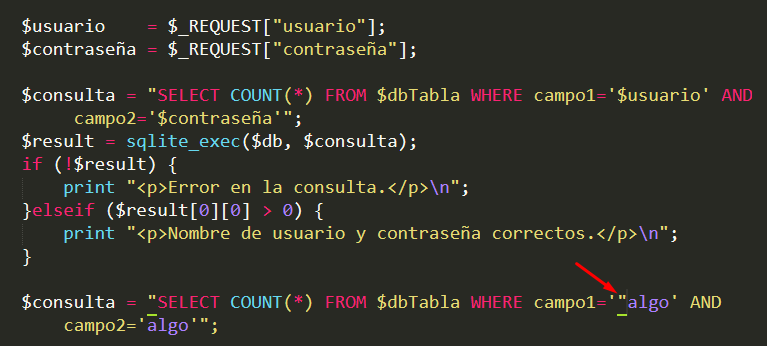 $usuario    = $_REQUEST["usuario"];
$contraseña = $_REQUEST["contraseña"];
$consulta = "SELECT COUNT(*) FROM $dbTabla WHERE campo1='$usuario' AND
campo2='$contraseña'";
$result = sqlite_exec($db, $consulta);
if (!$result) {
print "<p>Error en la consulta.</p>\n";
}elseif ($result[0][0] > 0) {
print "<p>Nombre de usuario y contraseña correctos.</p>\n";
}
$consulta = "SELECT COUNT(*) FROM $dbTabla WHERE campo1='"algo' AND
campo2='algo'";